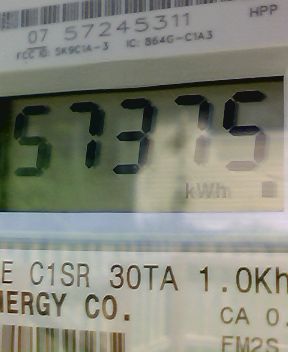 HPP
07 57245311
FCC ID: SK9C1A-3 IC: 864G-C1A3
57375
kWh
E C1SR 30TA 1.0Kh
NERGY CO.
CA 0.
FM2S